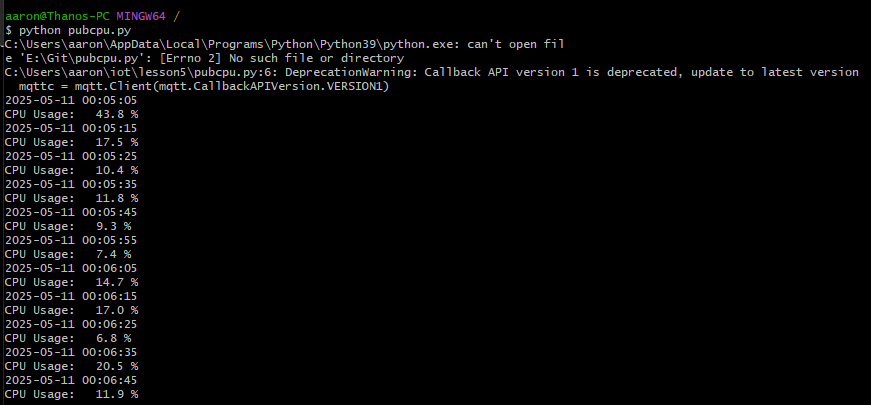 aaron@Thanos-PC MINGW64 /
$ python pubcpu.py
C:\Users\aaron\AppData\Local\Programs\Python\Python39\python.exe: can't open fil
e 'E:\Git\pubcpu.py': [Errno 2] No such file or directory
C:\Users\aaron\iot\lesson5\pubcpu.py:6: DeprecationWarning: Callback API version 1 is deprecated, update to latest version
  mqttc = mqtt.Client(mqtt.CallbackAPIVersion.VERSION1)
2025-05-11 00:05:05
CPU Usage:   43.8 %
2025-05-11 00:05:15
CPU Usage:   17.5 %
2025-05-11 00:05:25
CPU Usage:   10.4 %
2025-05-11 00:05:35
CPU Usage:   11.8 %
2025-05-11 00:05:45
CPU Usage:   9.3 %
2025-05-11 00:05:55
CPU Usage:   7.4 %
2025-05-11 00:06:05
CPU Usage:   14.7 %
2025-05-11 00:06:15
CPU Usage:   17.0 %
2025-05-11 00:06:25
CPU Usage:   6.8 %
2025-05-11 00:06:35
CPU Usage:   20.5 %
2025-05-11 00:06:45
CPU Usage:   11.9 %